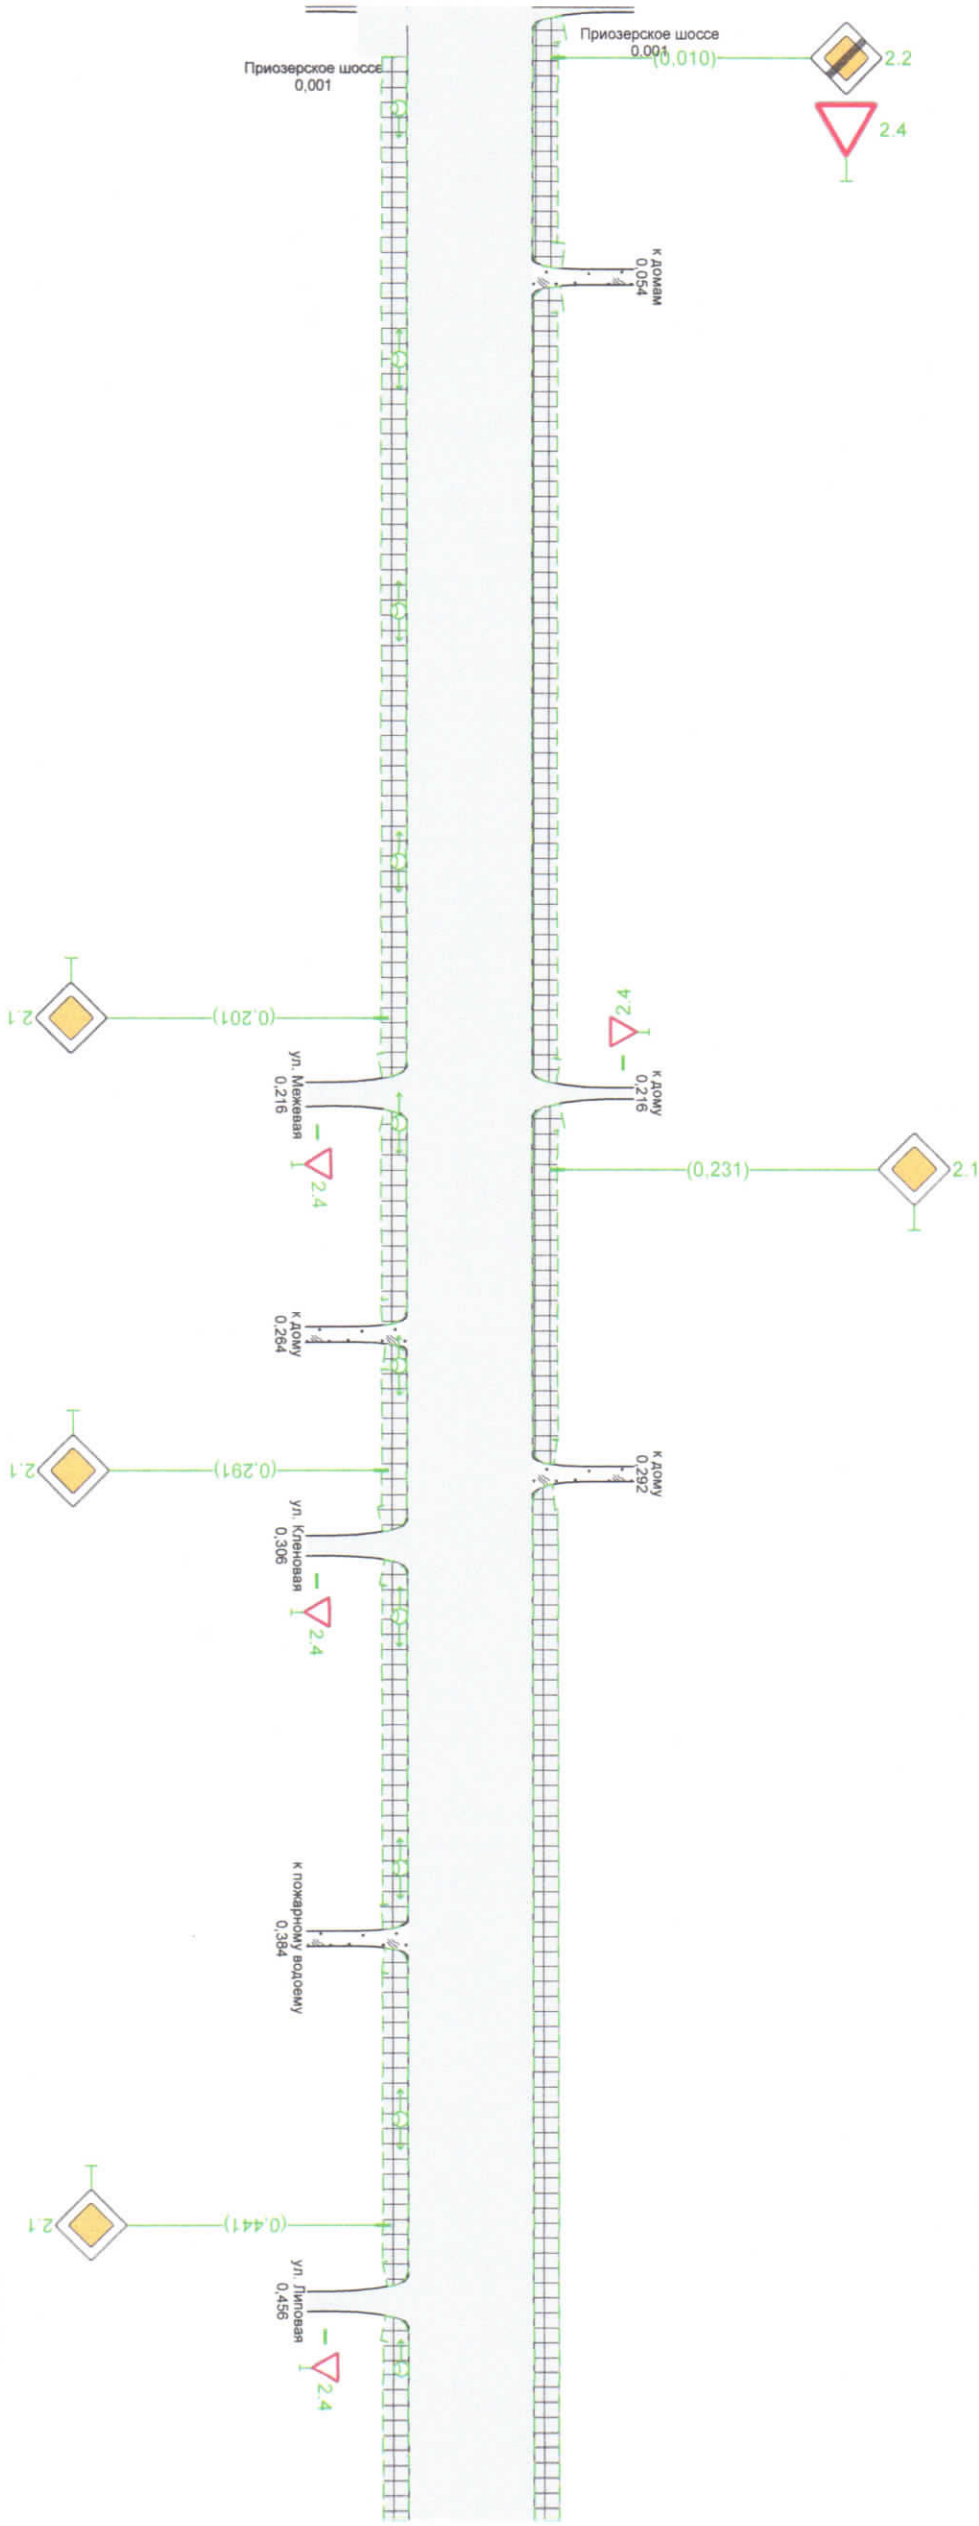 Приозерское шоссе
0,001
Приозерское шоссе
0,001
(0,010)
2.2
2.4
к домам
0,054
2.1
(0,201)
2.4
ул. Межевая
0,216
к дому
0,216
2.4
(0,231)
2.1
к дому
0,264
2.1
(0,291)
к дому
0,292
ул. Кленовая
0,306
2.4
к пожарному водоему
0,384
2.1
(0,441)
ул. Липовая
0,456
2.4